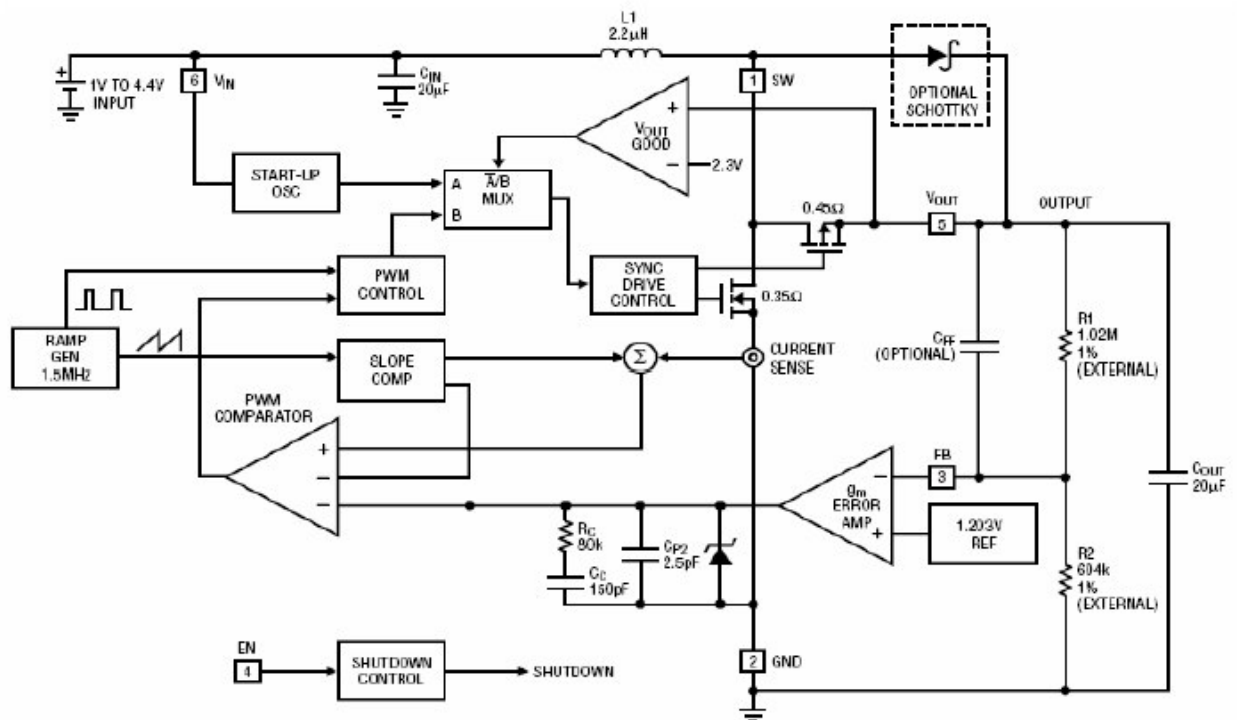 L1
2.2µH
1V TO 4.4V
INPUT
6
VIN
CIN
20µF
1
SW
OPTIONAL
SCHOTTKY
VOUT
GOOD
+
−
2.3V
START-UP
OSC
A
B
A/B
MUX
0.45Ω
VOUT
5
OUTPUT
PWM
CONTROL
SYNC
DRIVE
CONTROL
0.35Ω
RAMP
GEN
1.5MHz
SLOPE
COMP
Σ
CURRENT
SENSE
CFF
(OPTIONAL)
R1
1.02M
1%
(EXTERNAL)
PWM
COMPARATOR
+
−
−
FB
3
gm
ERROR
AMP
−
+
1.203V
REF
COUT
20µF
RC
80k
CC
150pF
CP2
2.5pF
R2
604k
1%
(EXTERNAL)
EN
4
SHUTDOWN
CONTROL
SHUTDOWN
2
GND